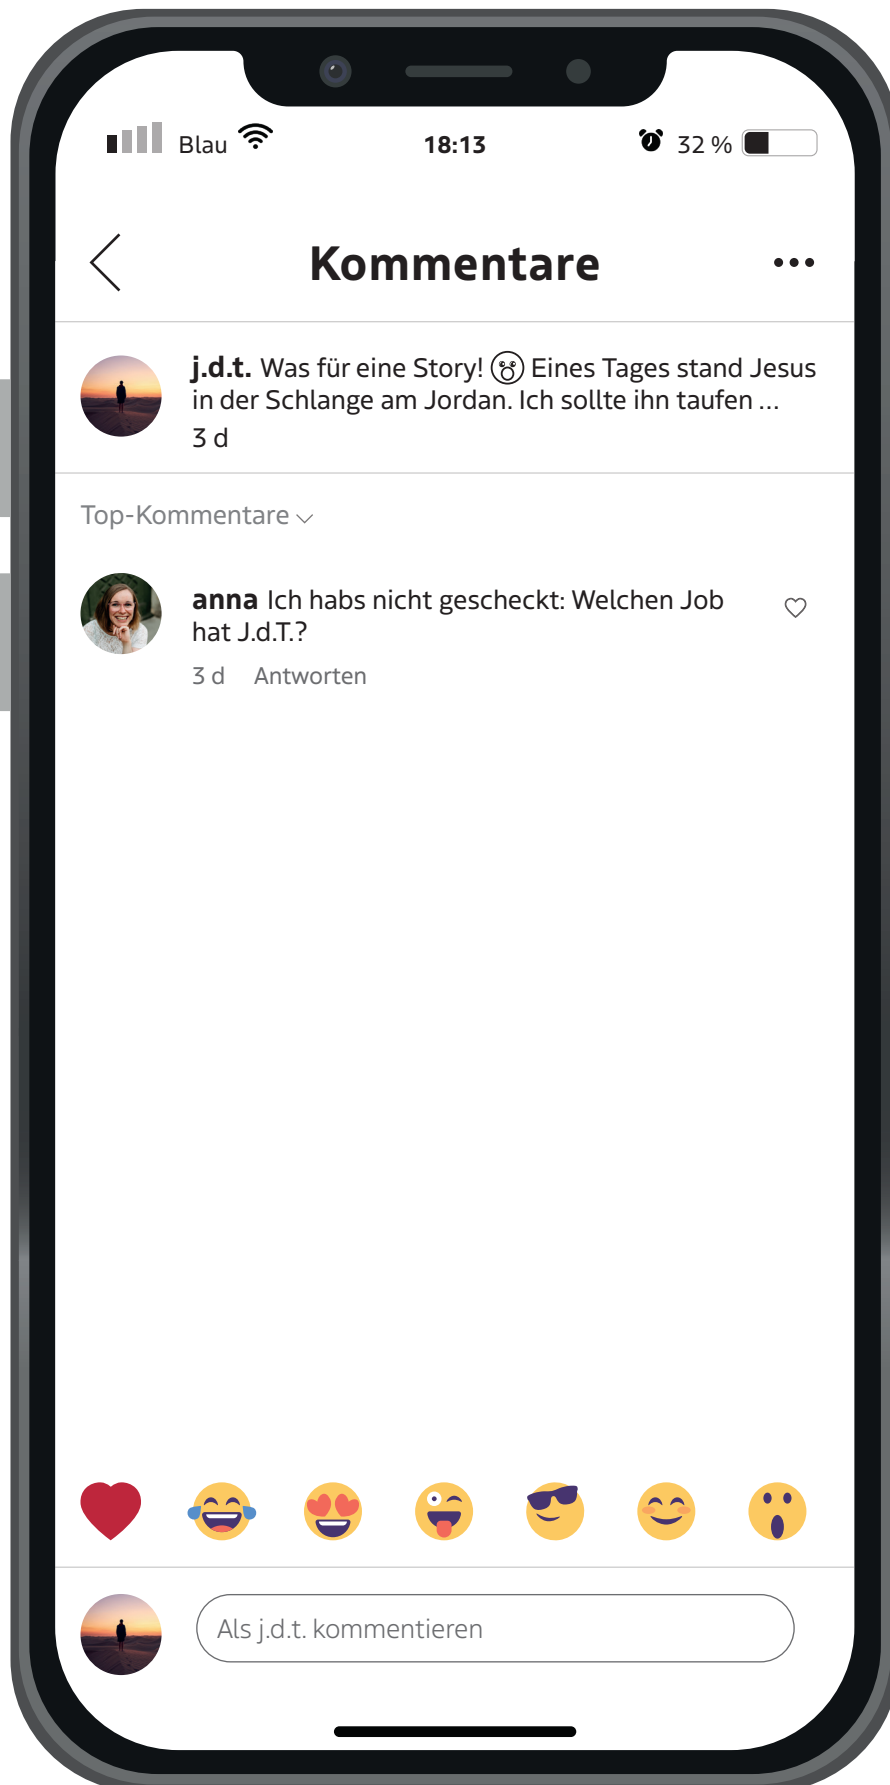 Blau 18:13 32 %
Kommentare
j.d.t. Was für eine Story! 😮 Eines Tages stand Jesus
in der Schlange am Jordan. Ich sollte ihn taufen ...
3 d
Top-Kommentare
anna Ich habs nicht gescheckt: Welchen Job
hat J.d.T.?
3 d Antworten
Als j.d.t. kommentieren